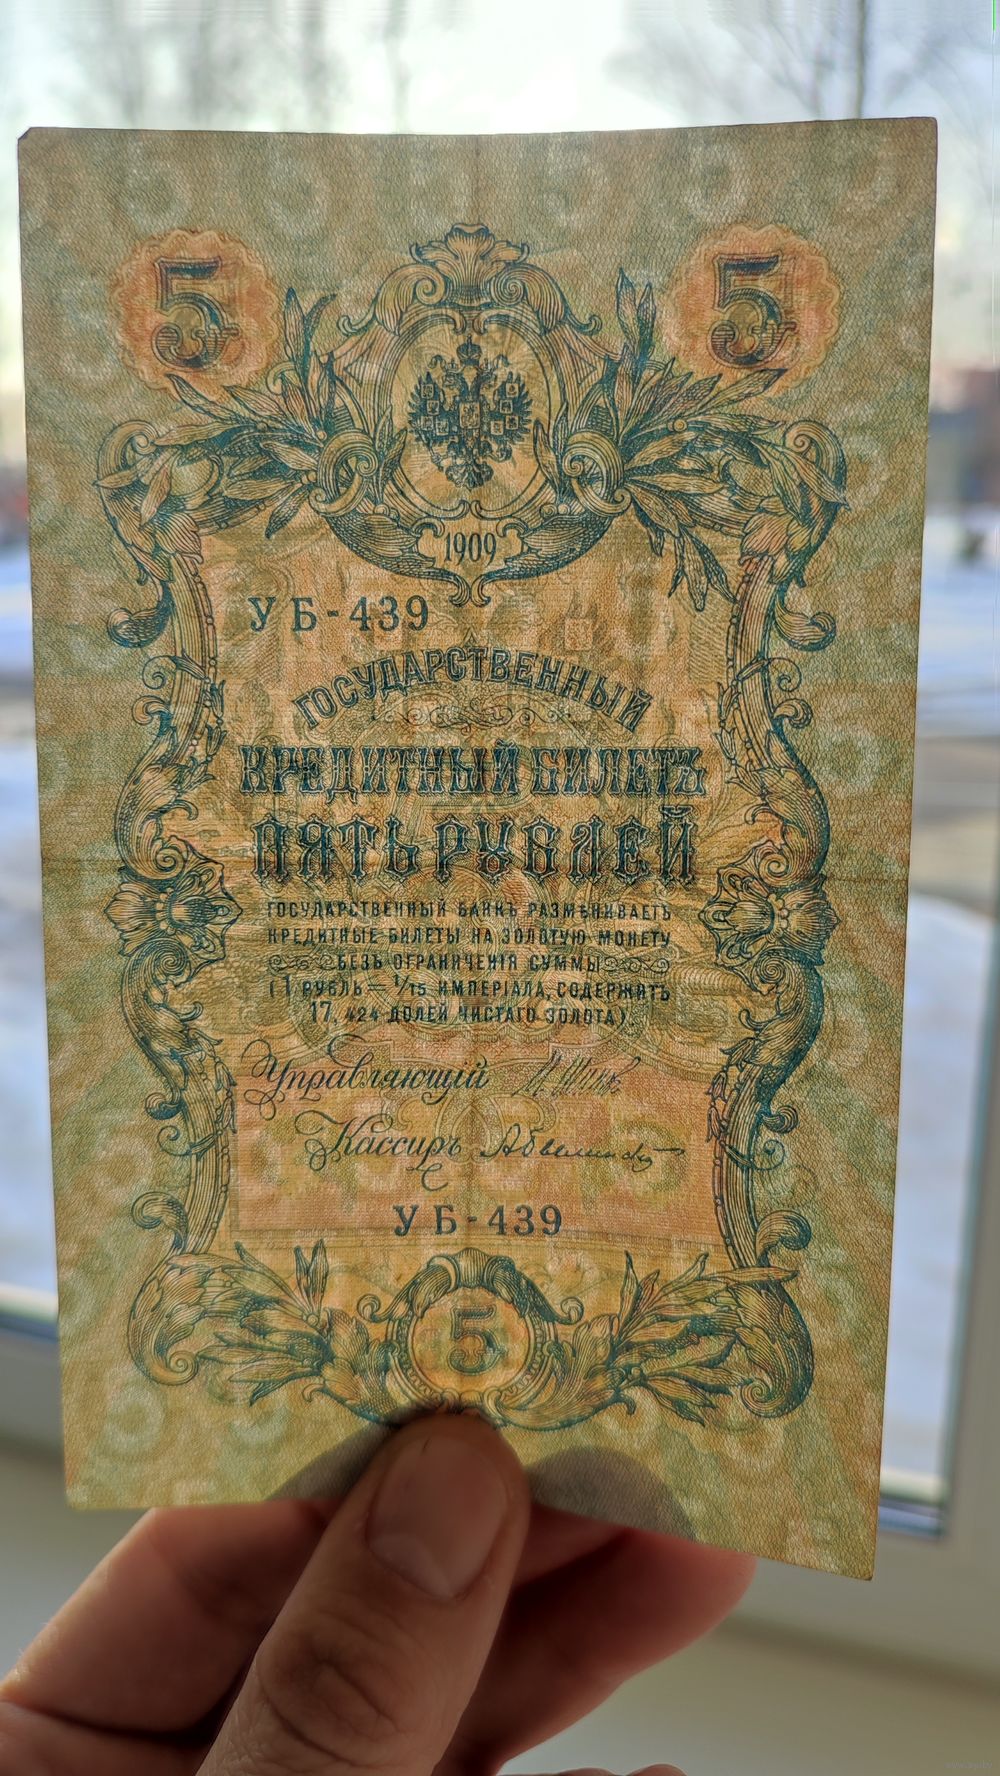 5 5
1909
УБ-439
ГОСУДАРСТВЕННЫЙ
КРЕДИТНЫЙ БИЛЕТЪ
ПЯТЬ РУБЛЕЙ
ГОСУДАРСТВЕННЫЙ БАНКЪ РАЗМѢНИВАЕТЪ
КРЕДИТНЫЕ БИЛЕТЫ НА ЗОЛОТУЮ МОНЕТУ
БЕЗЪ ОГРАНИЧЕНІЯ СУММЫ
(1 РУБЛЬ = 1/15 ИМПЕРІАЛА, СОДЕРЖИТЪ
17, 424 ДОЛЕЙ ЧИСТАГО ЗОЛОТА).
Управляющій
Кассиръ
УБ-439
5